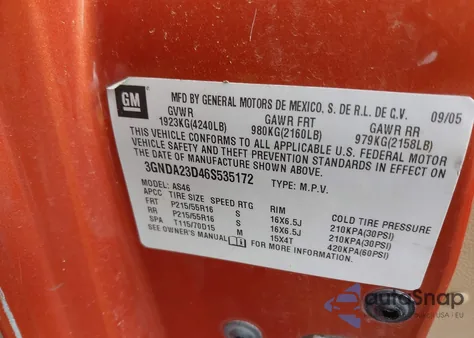 GM
MFD BY GENERAL MOTORS DE MEXICO, S. DE R.L. DE C.V. 09/05
GVWR GAWR FRT GAWR RR
1923KG(4240LB) 980KG(2160LB) 979KG(2158LB)
THIS VEHICLE CONFORMS TO ALL APPLICABLE U.S. FEDERAL MOTOR
VEHICLE SAFETY AND THEFT PREVENTION STANDARDS IN EFFECT ON
THE DATE OF MANUFACTURE SHOWN ABOVE.
3GNDA23D46S535172 TYPE: M.P.V.
MODEL: AS46
APCC TIRE SIZE SPEED RTG RIM COLD TIRE PRESSURE
FRT P215/55R16 S 16X6.5J 210KPA(30PSI)
RR P215/55R16 S 16X6.5J 210KPA(30PSI)
SPA T115/70D15 M 15X4T 420KPA(60PSI)
SEE OWNER'S MANUAL FOR MORE INFORMATION.
autoSnap
USA | EU